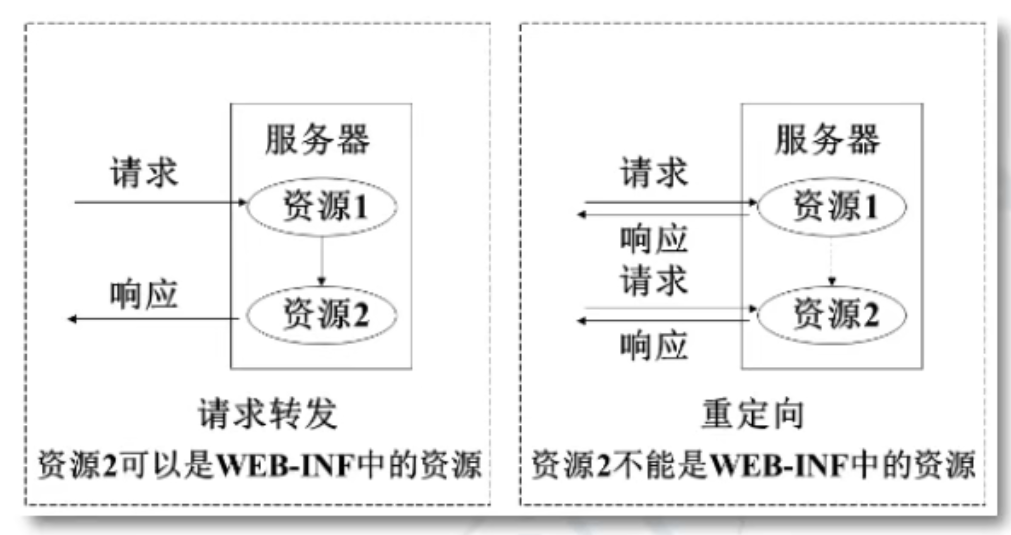 服务器
请求
资源1
响应
资源2
请求转发
资源2可以是WEB-INF中的资源
服务器
请求
资源1
响应
请求
资源2
响应
重定向
资源2不能是WEB-INF中的资源